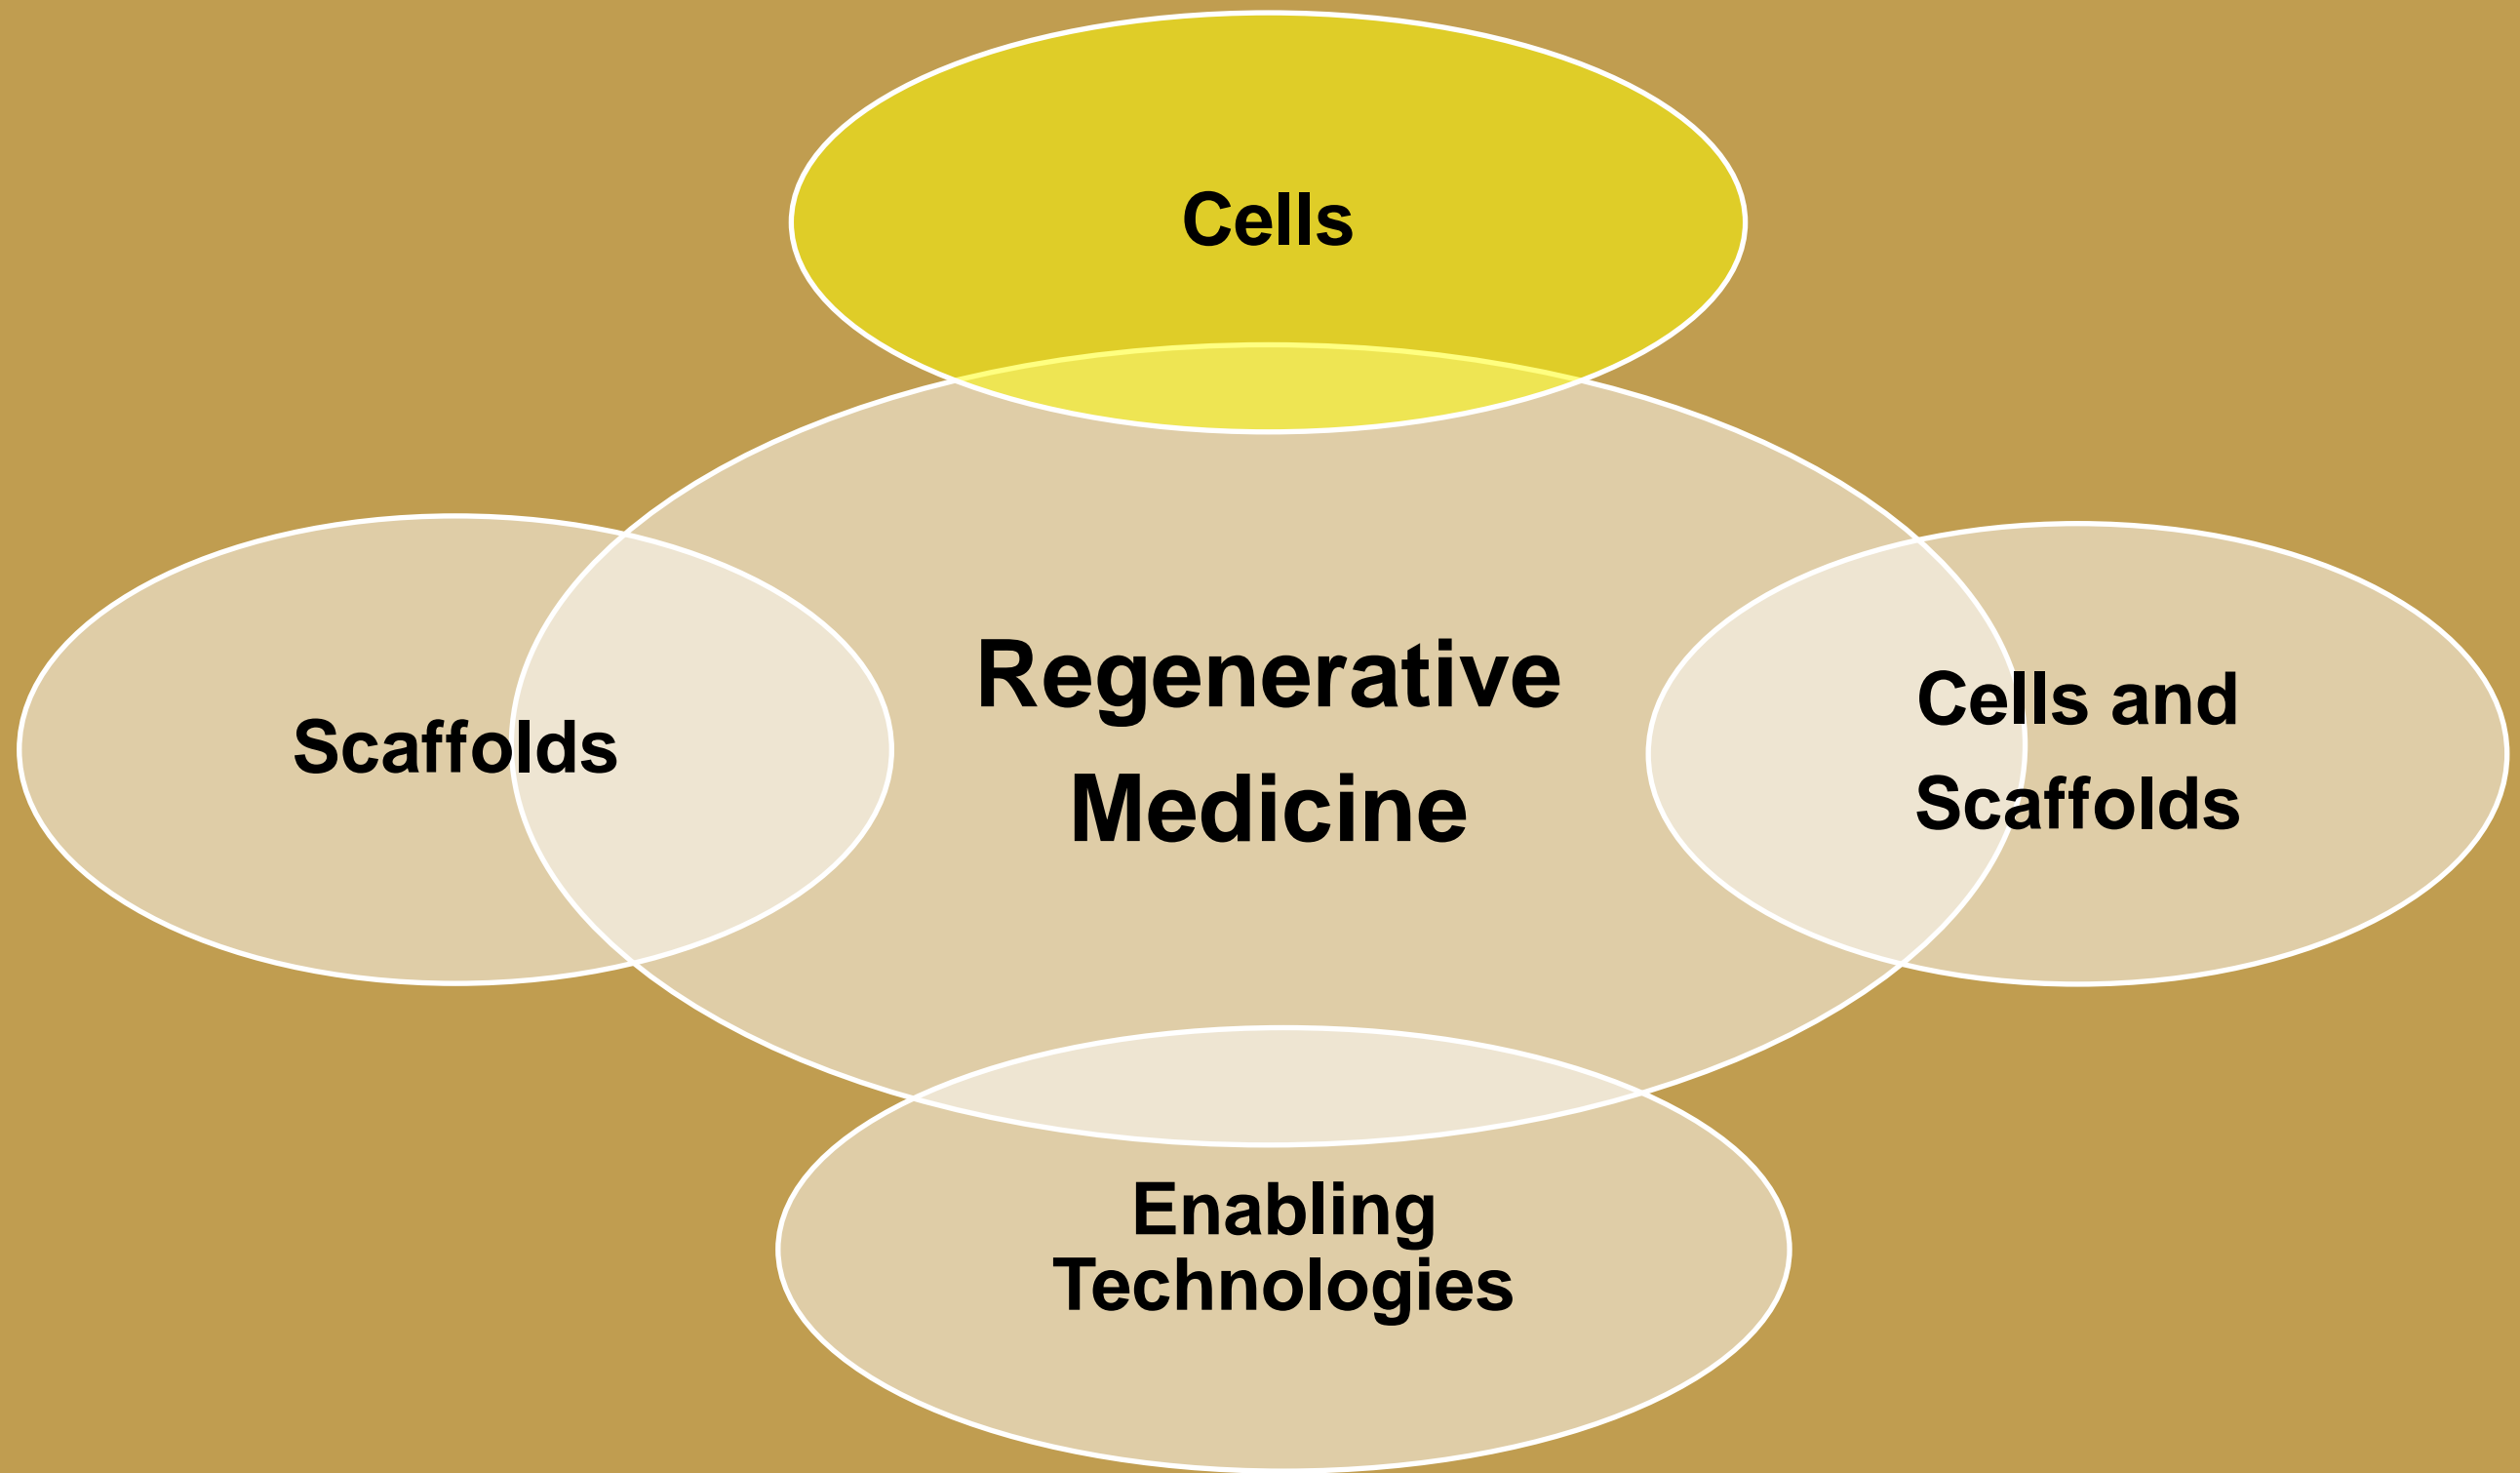 Cells
Scaffolds
Regenerative
Medicine
Cells and
Scaffolds
Enabling
Technologies